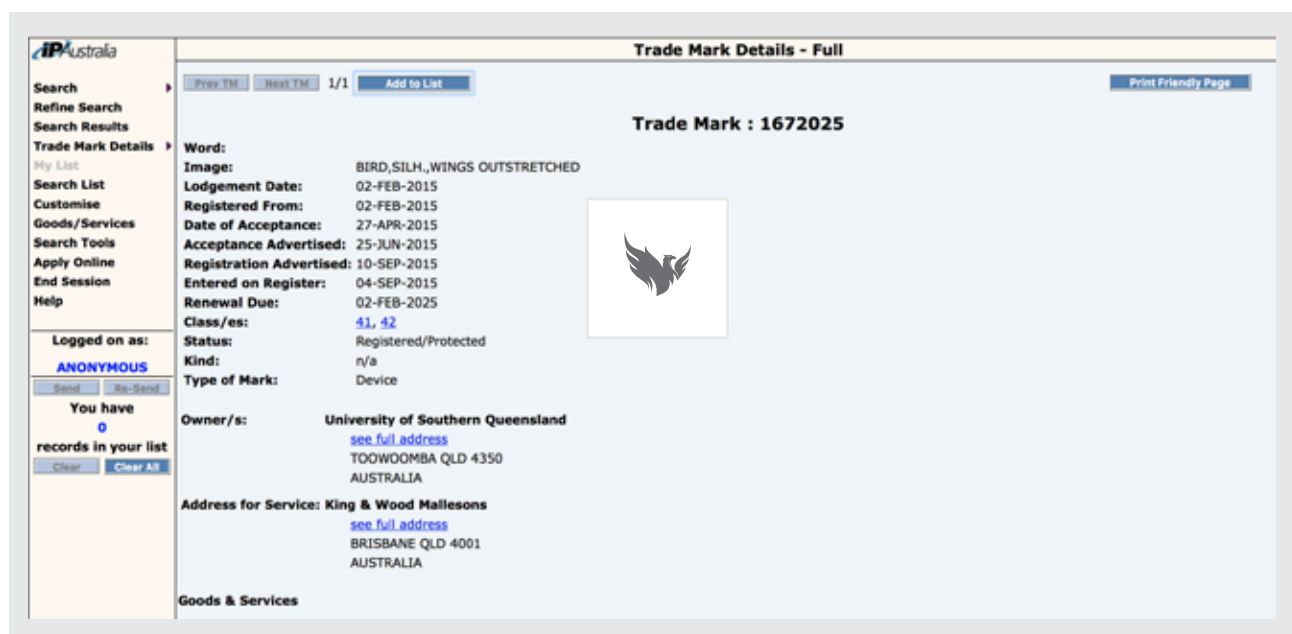 iPAustralia
Trade Mark Details - Full
Search
Refine Search
Search Results
Trade Mark Details
My List
Search List
Customise
Goods/Services
Search Tools
Apply Online
End Session
Help
Logged on as:
ANONYMOUS
Send Re-Send
You have
0
records in your list
Clear Clear All
Prev TM Next TM 1/1 Add to List Print Friendly Page
Trade Mark : 1672025
Word:
Image: BIRD,SILH.,WINGS OUTSTRETCHED
Lodgement Date: 02-FEB-2015
Registered From: 02-FEB-2015
Date of Acceptance: 27-APR-2015
Acceptance Advertised: 25-JUN-2015
Registration Advertised: 10-SEP-2015
Entered on Register: 04-SEP-2015
Renewal Due: 02-FEB-2025
Class/es: 41, 42
Status: Registered/Protected
Kind: n/a
Type of Mark: Device
Owner/s: University of Southern Queensland
see full address
TOOWOOMBA QLD 4350
AUSTRALIA
Address for Service: King & Wood Mallesons
see full address
BRISBANE QLD 4001
AUSTRALIA
Goods & Services